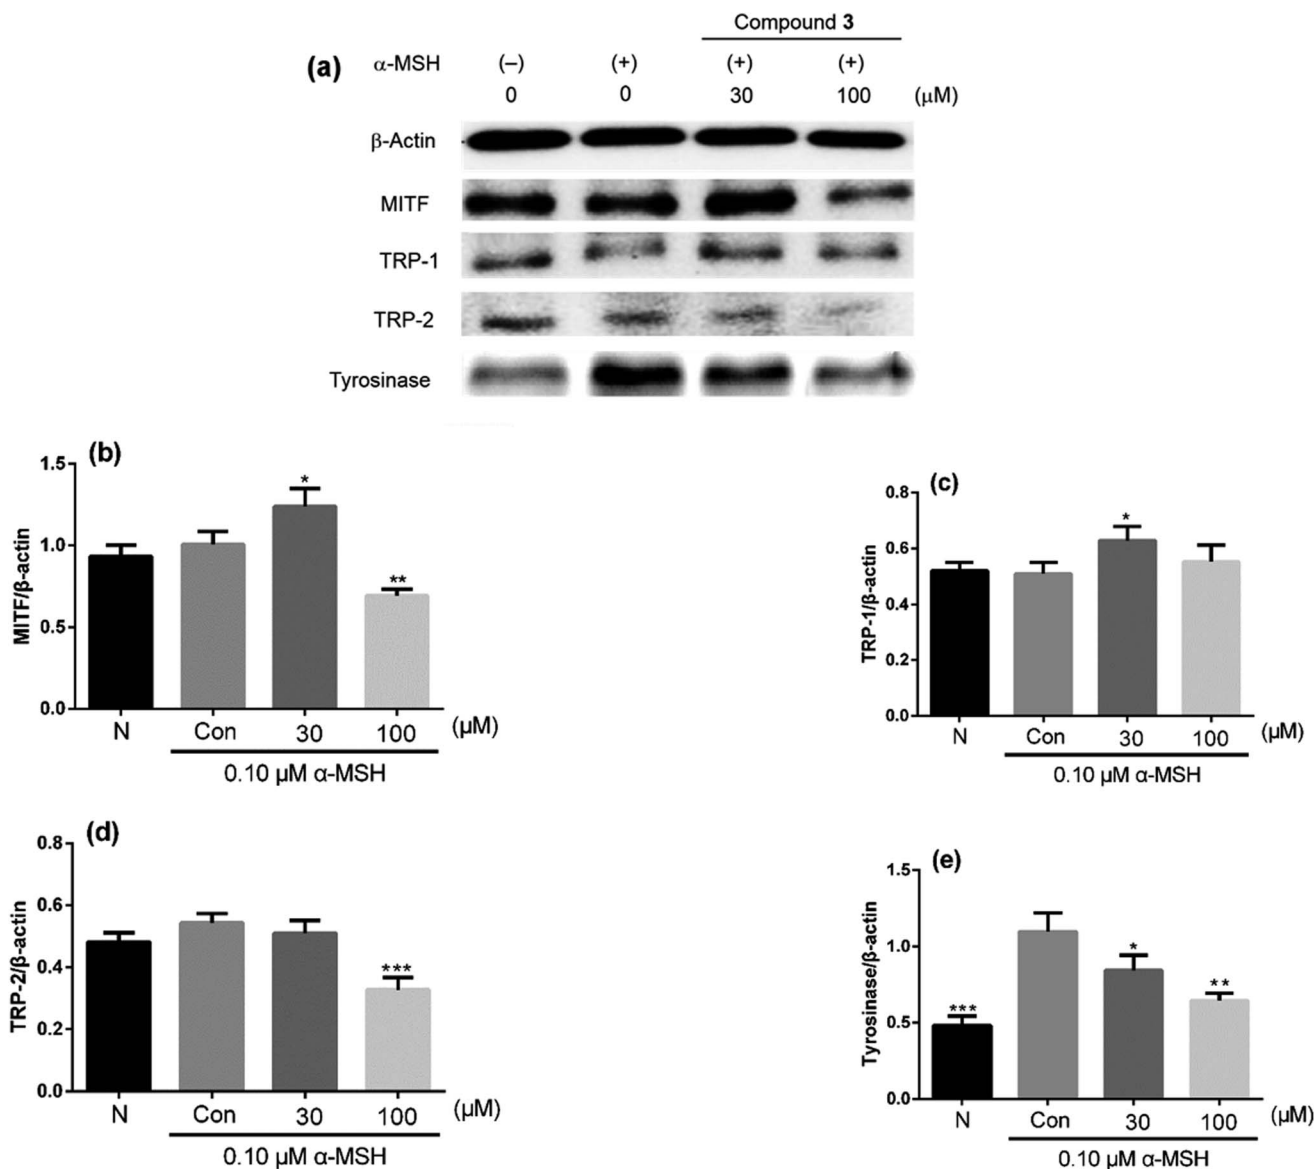 Compound 3
(a) α-MSH (–) (+) (+) (+)
0 0 30 100 (μM)
β-Actin
MITF
TRP-1
TRP-2
Tyrosinase
(b)
MITF/β-actin
1.5
1.0
0.5
0.0
*
**
N Con 30 100 (μM)
0.10 μM α-MSH
(c)
TRP-1/β-actin
0.8
0.6
0.4
0.2
0.0
*
N Con 30 100 (μM)
0.10 μM α-MSH
(d)
TRP-2/β-actin
0.8
0.6
0.4
0.2
0.0
***
N Con 30 100 (μM)
0.10 μM α-MSH
(e)
Tyrosinase/β-actin
1.5
1.0
0.5
0.0
***
*
**
N Con 30 100 (μM)
0.10 μM α-MSH